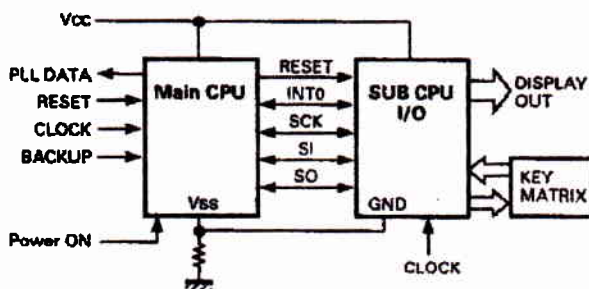 Vcc
PLL DATA
RESET
CLOCK
BACKUP
Power ON
Main CPU
Vss
RESET
INT0
SCK
SI
SO
SUB CPU
I/O
GND
CLOCK
DISPLAY
OUT
KEY
MATRIX